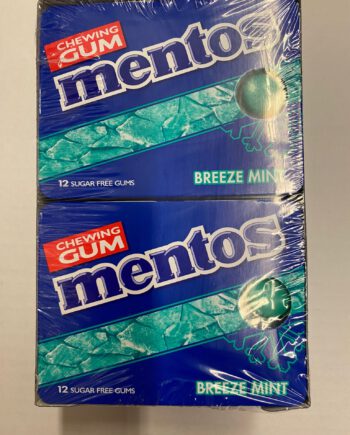 CHEWING
GUM
mentos
BREEZE MINT
12 SUGAR FREE GUMS
CHEWING
GUM
mentos
BREEZE MINT
12 SUGAR FREE GUMS